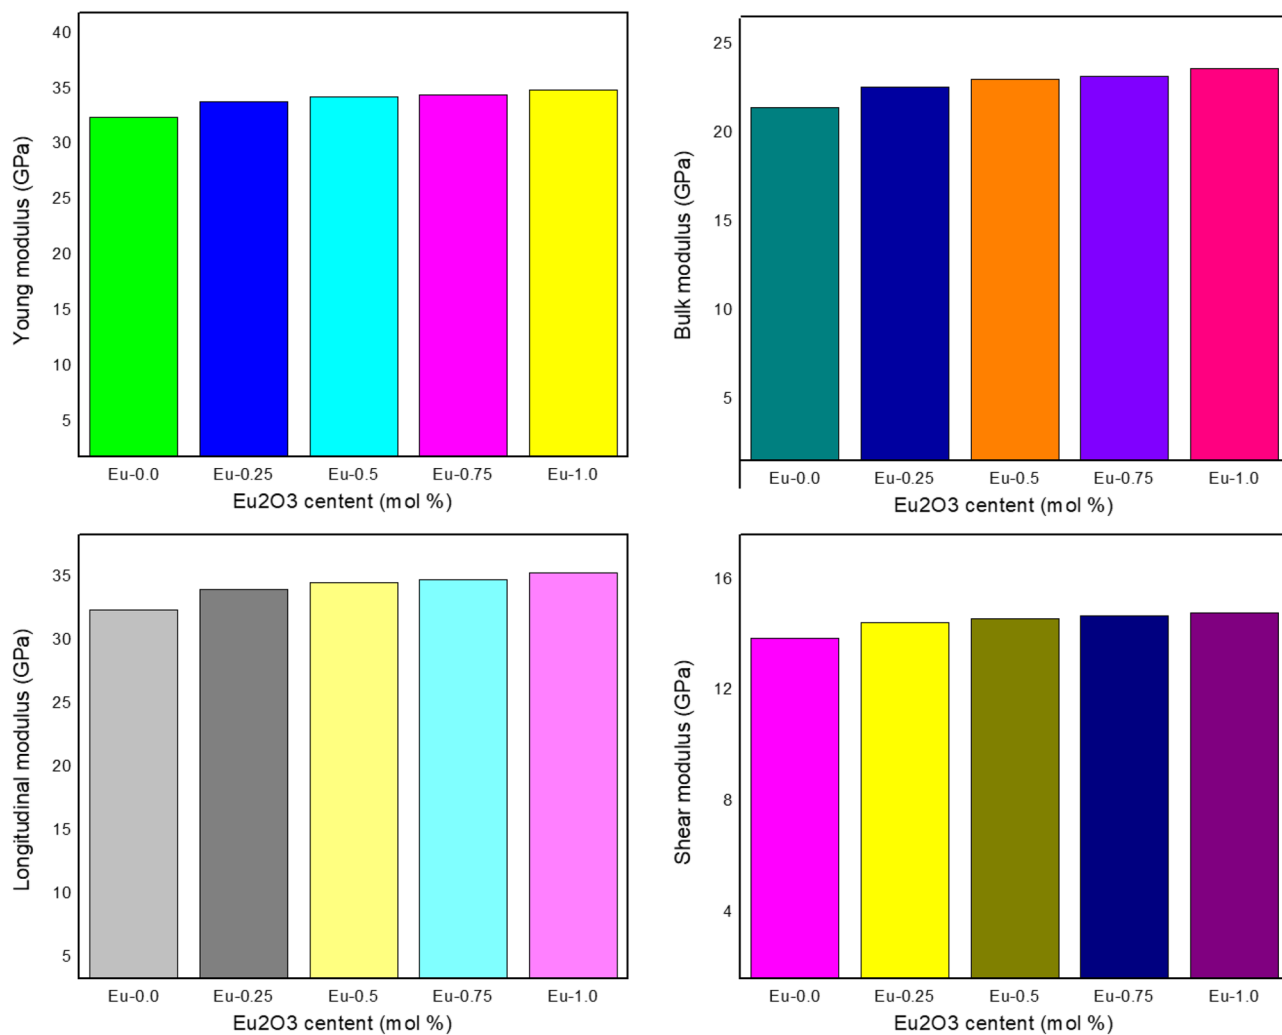 Young modulus (GPa)
40
35
30
25
20
15
10
5
Eu-0.0 Eu-0.25 Eu-0.5 Eu-0.75 Eu-1.0
Eu2O3 centent (mol %)
Bulk modulus (GPa)
25
20
15
10
5
Eu-0.0 Eu-0.25 Eu-0.5 Eu-0.75 Eu-1.0
Eu2O3 centent (mol %)
Longitudinal modulus (GPa)
35
30
25
20
15
10
5
Eu-0.0 Eu-0.25 Eu-0.5 Eu-0.75 Eu-1.0
Eu2O3 centent (mol %)
Shear modulus (GPa)
16
12
8
4
Eu-0.0 Eu-0.25 Eu-0.5 Eu-0.75 Eu-1.0
Eu2O3 centent (mol %)